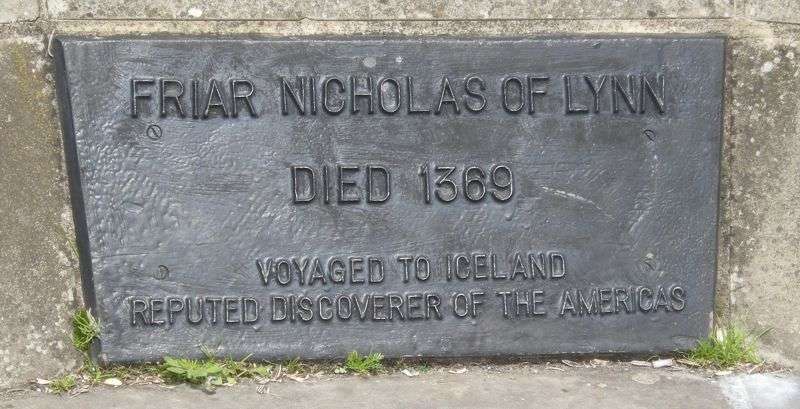 FRIAR NICHOLAS OF LYNN
DIED 1369
VOYAGED TO ICELAND
REPUTED DISCOVERER OF THE AMERICAS